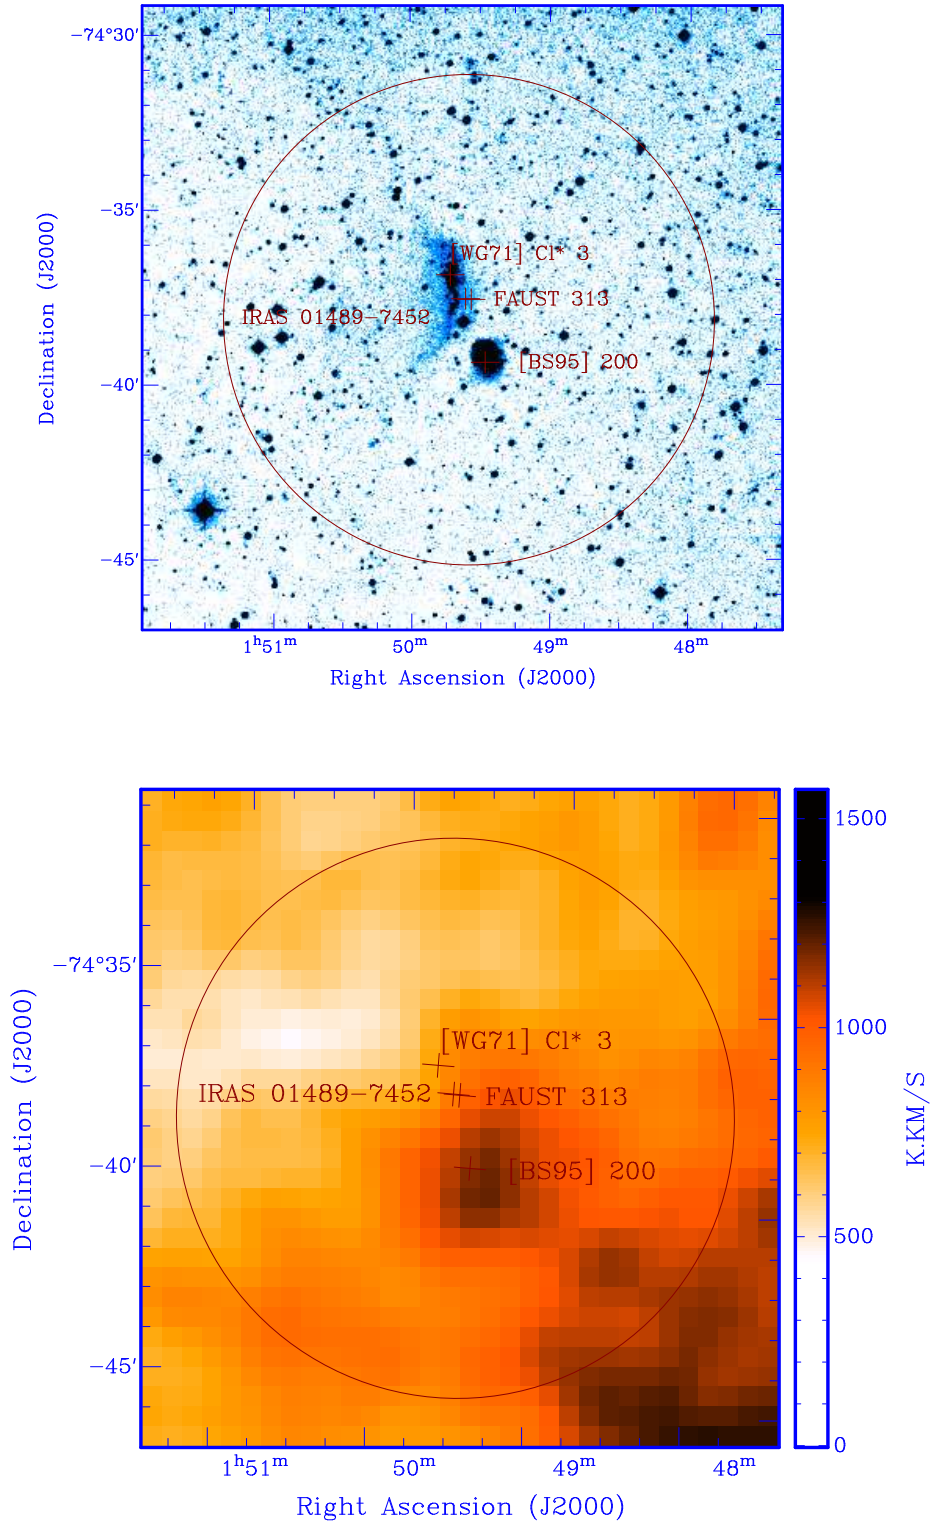 −74°30′
−35′
−40′
−45′
Declination (J2000)
[WG71] Cl* 3
FAUST 313
IRAS 01489−7452
[BS95] 200
1ʰ51ᵐ 50ᵐ 49ᵐ 48ᵐ
Right Ascension (J2000)
−74°35′
−40′
−45′
Declination (J2000)
[WG71] Cl* 3
IRAS 01489−7452
FAUST 313
[BS95] 200
1ʰ51ᵐ 50ᵐ 49ᵐ 48ᵐ
Right Ascension (J2000)
1500
1000
500
0
K.KM/S